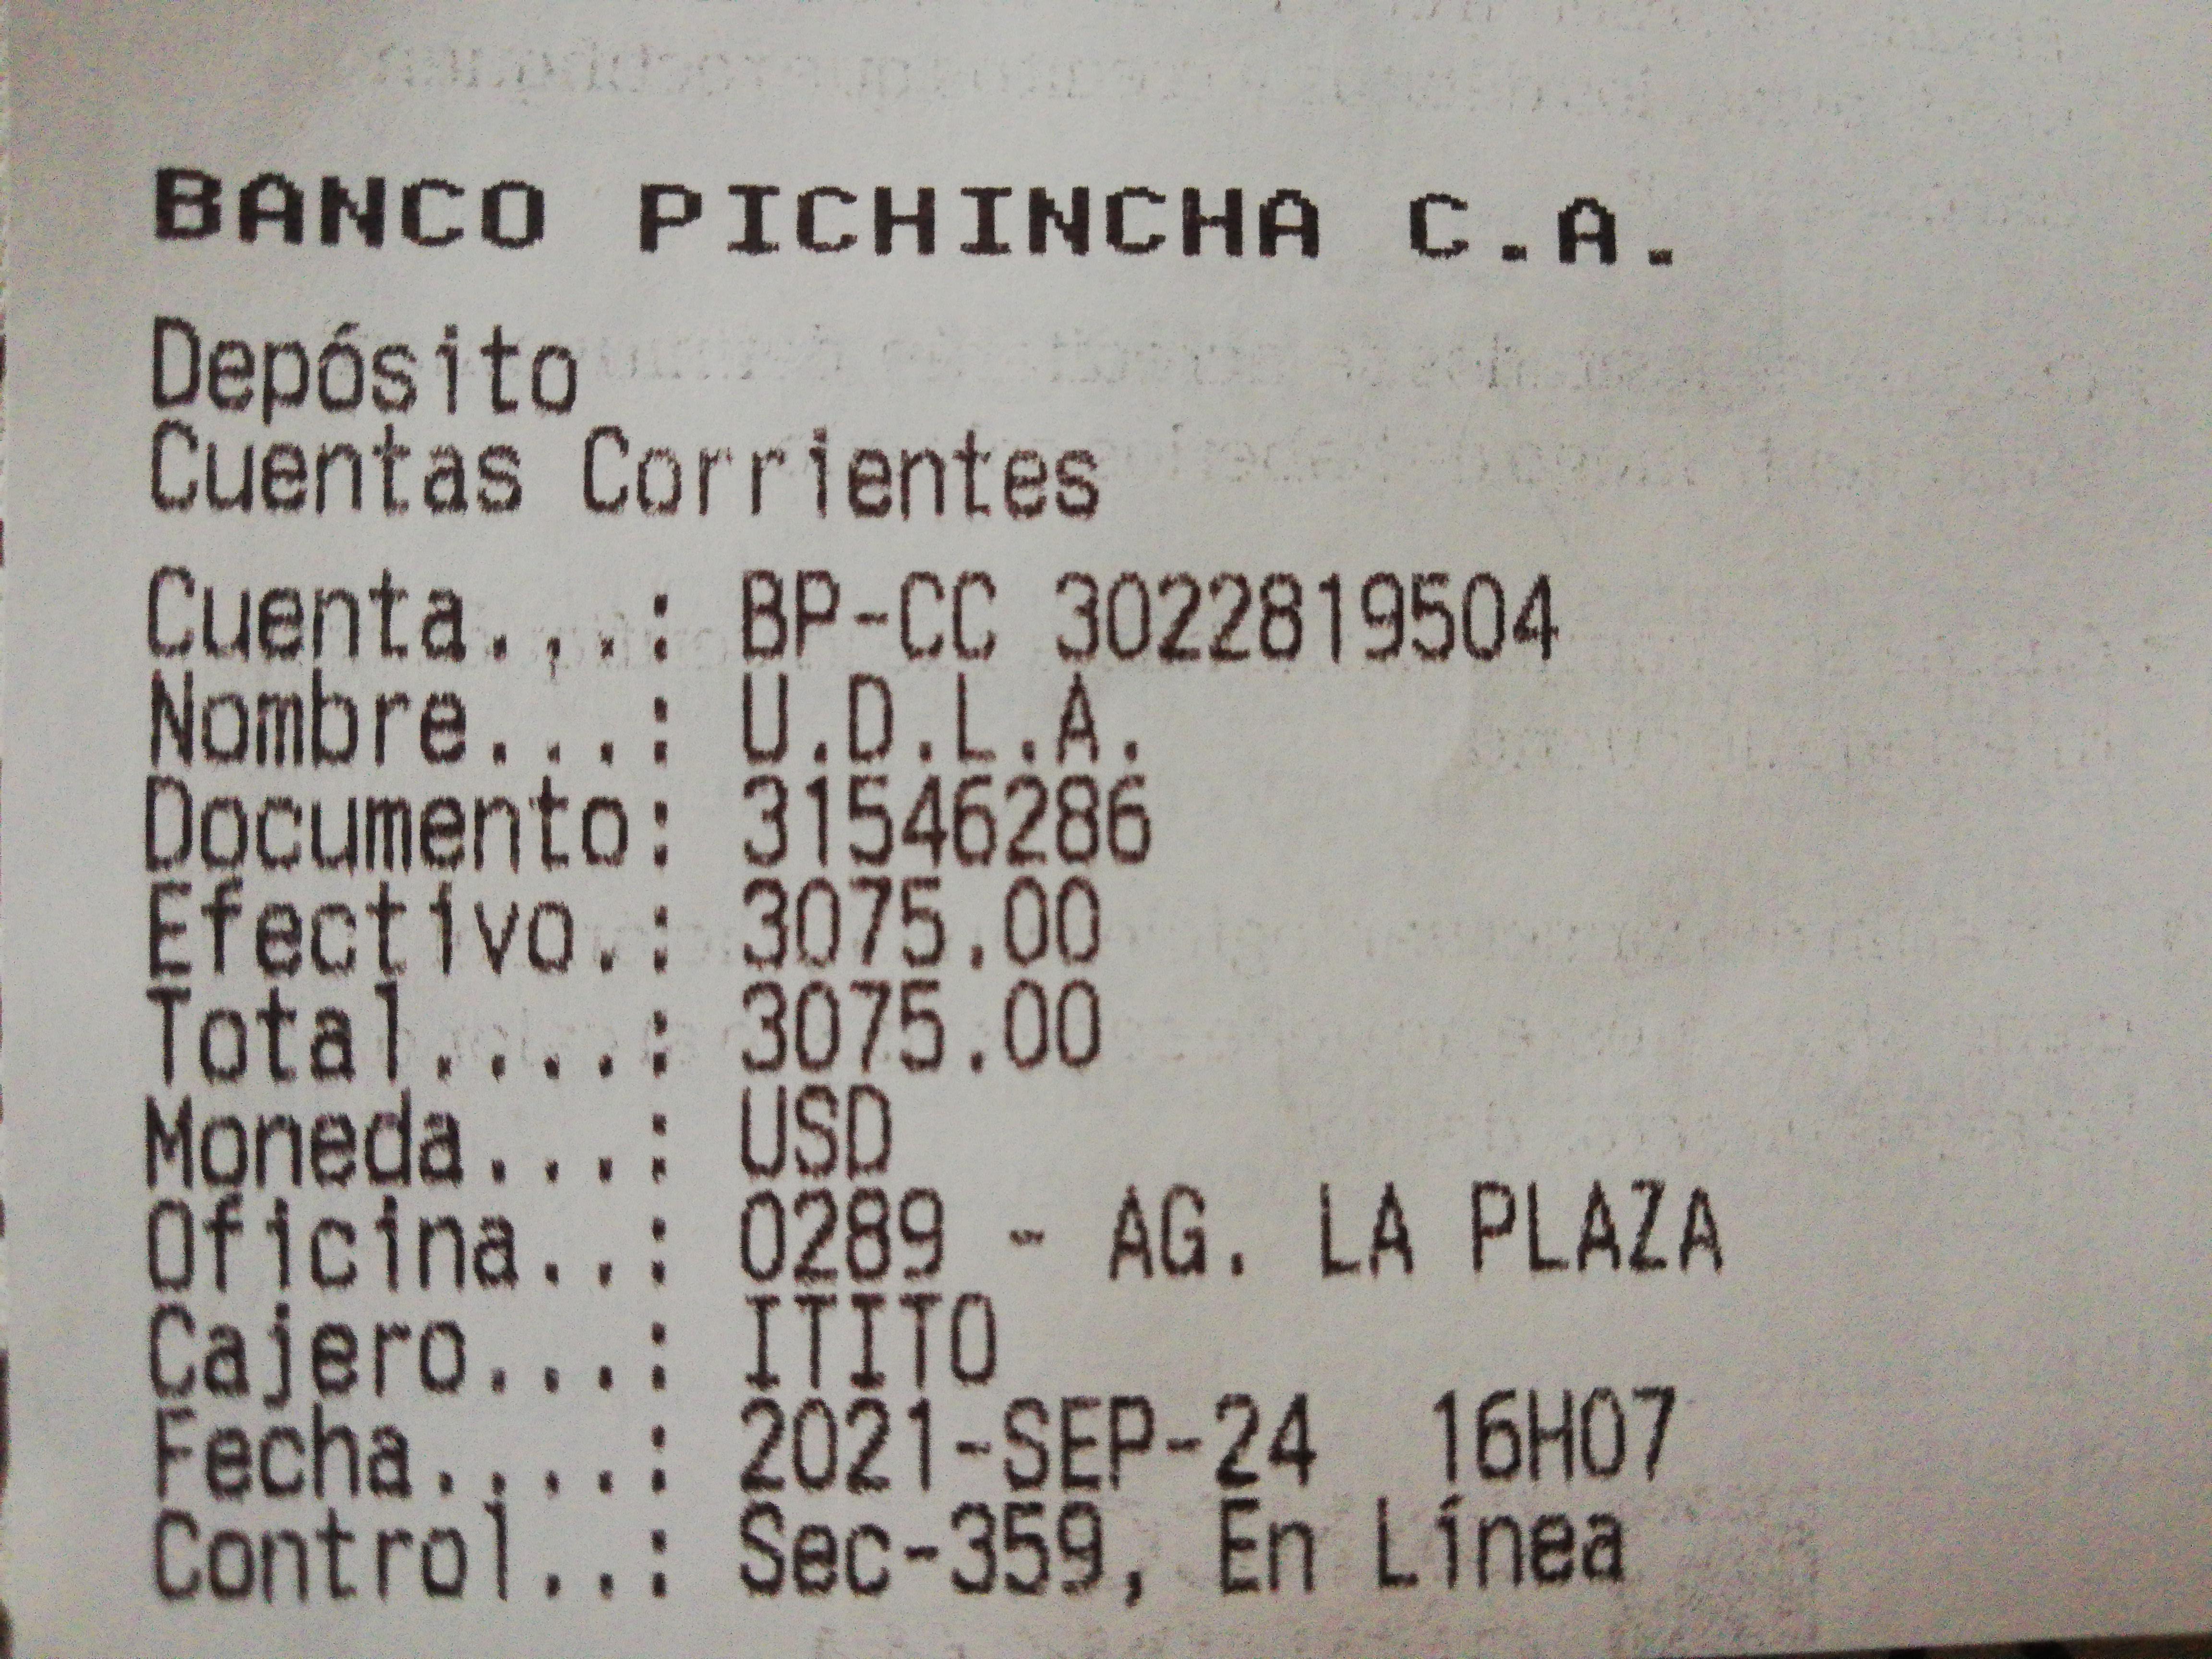 BANCO PICHINCHA C.A.
Depósito
Cuentas Corrientes
Cuenta...: BP-CC 3022819504
Nombre...: U.D.L.A.
Documento: 31546286
Efectivo.: 3075.00
Total....: 3075.00
Moneda...: USD
Oficina..: 0289 - AG. LA PLAZA
Cajero...: ITITO
Fecha....: 2021-SEP-24 16H07
Control..: Sec-359, En Línea